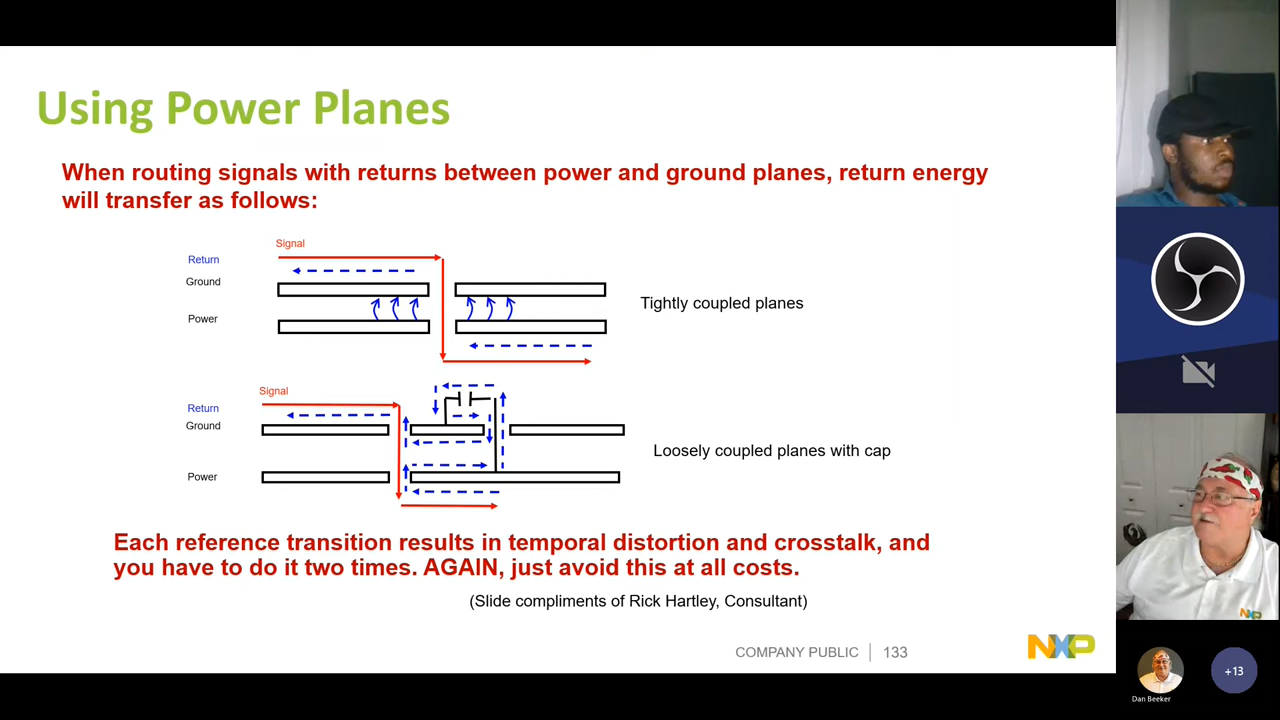 Using Power Planes
When routing signals with returns between power and ground planes, return energy
will transfer as follows:
Signal
Return
Ground
Power
Tightly coupled planes
Signal
Return
Ground
Power
Loosely coupled planes with cap
Each reference transition results in temporal distortion and crosstalk, and
you have to do it two times. AGAIN, just avoid this at all costs.
(Slide compliments of Rick Hartley, Consultant)
COMPANY PUBLIC | 133
NXP
NXP
Dan Beeker
+13